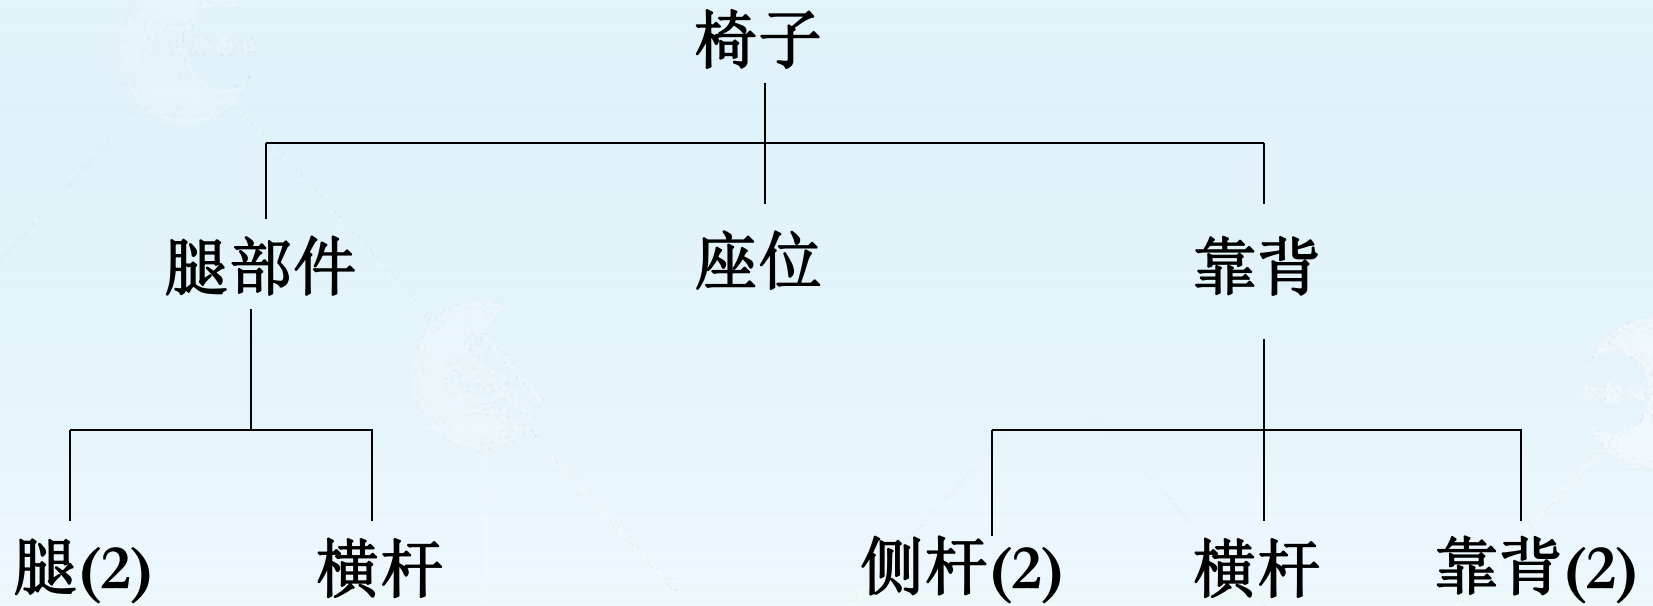 椅子
腿部件 座位 靠背
腿(2) 横杆 侧杆(2) 横杆 靠背(2)